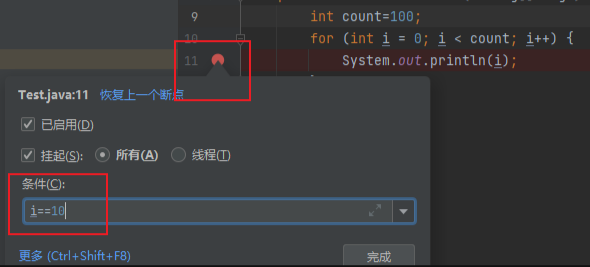 9 int count=100;
10 for (int i = 0; i < count; i++) {
11 System.out.println(i);
Test.java:11 恢复上一个断点
已启用(D)
挂起(S): 所有(A) 线程(T)
条件(C):
i==10
更多 (Ctrl+Shift+F8) 完成